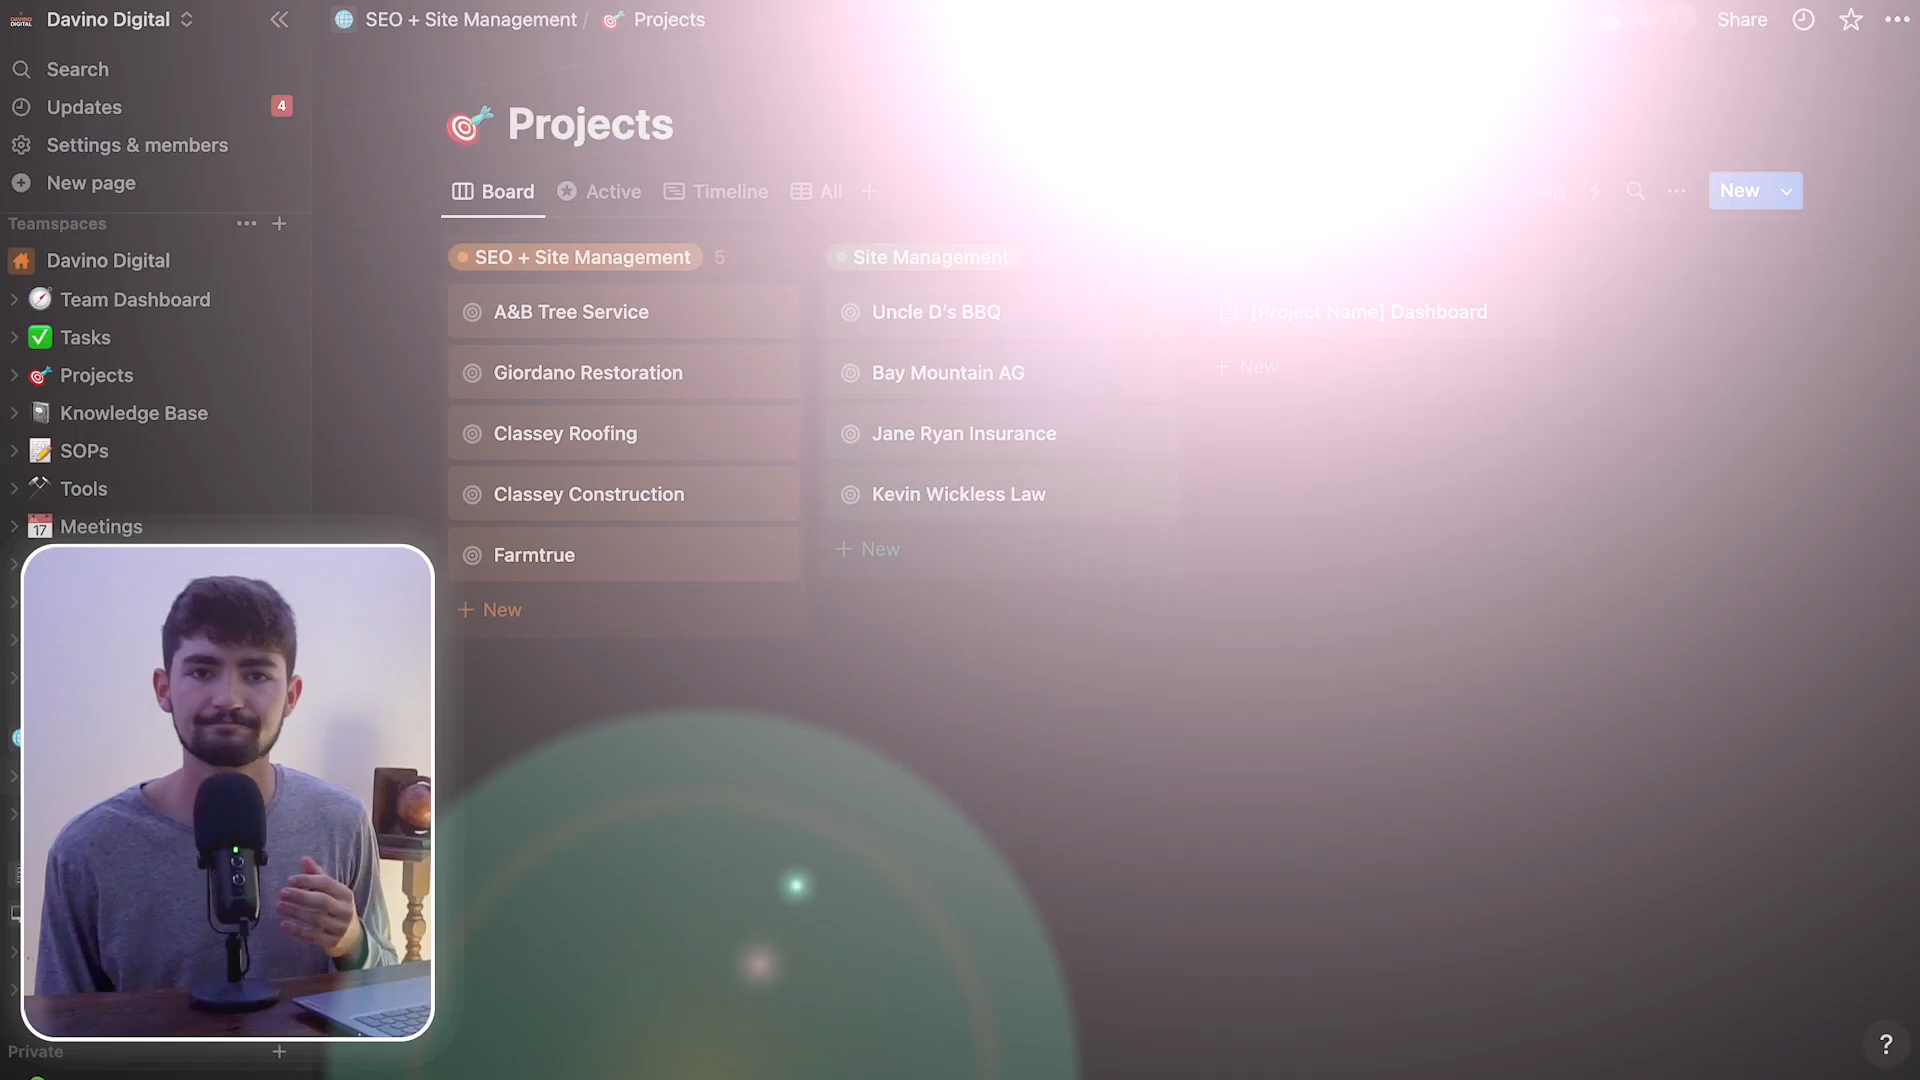 Davino Digital
SEO + Site Management / Projects
Share
Search
Updates 4
Settings & members
New page
Teamspaces
Davino Digital
Team Dashboard
Tasks
Projects
Knowledge Base
SOPs
Tools
Meetings
Private
Projects
Board
Active
Timeline
All
Sort
New
SEO + Site Management 5
A&B Tree Service
Giordano Restoration
Classey Roofing
Classey Construction
Farmtrue
+ New
Site Management
Uncle D's BBQ
Bay Mountain AG
Jane Ryan Insurance
Kevin Wickless Law
+ New
[Project Name] Dashboard
+ New
?